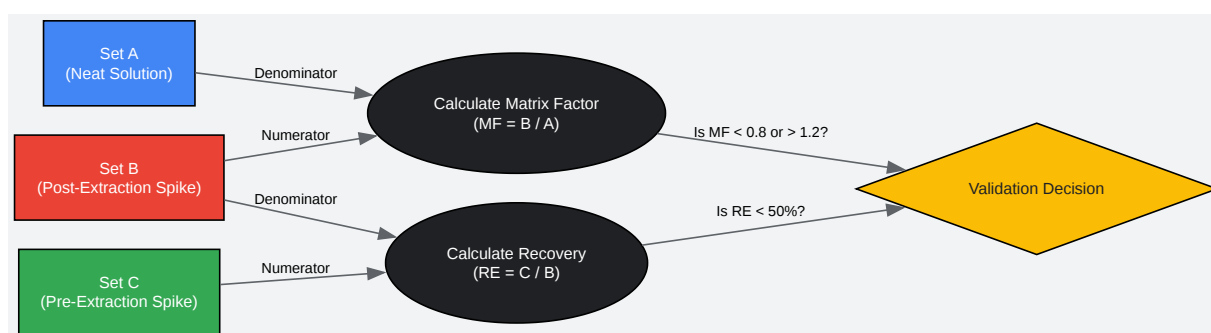 Set A
(Neat Solution)
Denominator
Calculate Matrix Factor
(MF = B / A)
Numerator
Is MF < 0.8 or > 1.2?
Set B
(Post-Extraction Spike)
Validation Decision
Denominator
Is RE < 50%?
Calculate Recovery
(RE = C / B)
Numerator
Set C
(Pre-Extraction Spike)